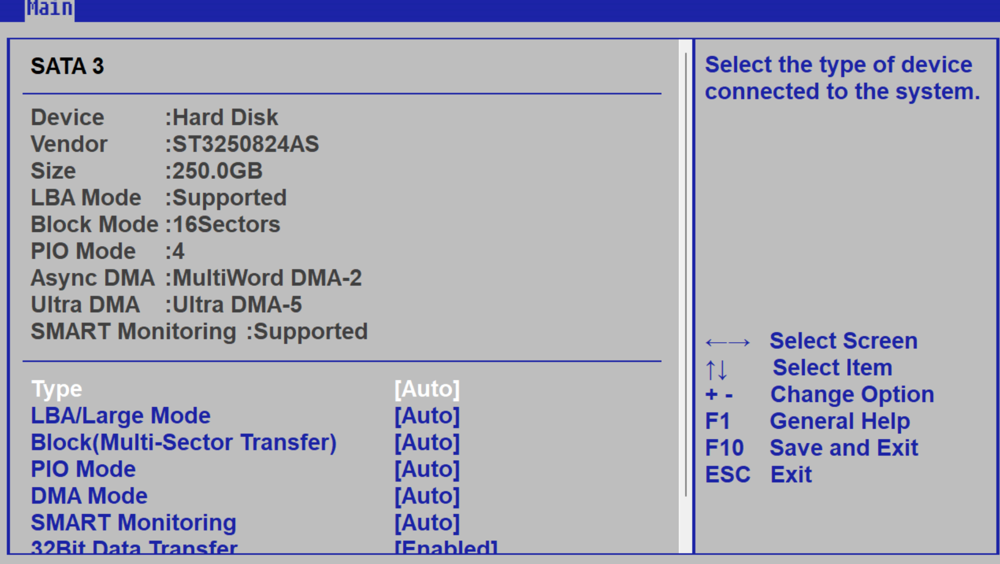 Main
SATA 3
Device :Hard Disk
Vendor :ST3250824AS
Size :250.0GB
LBA Mode :Supported
Block Mode :16Sectors
PIO Mode :4
Async DMA :MultiWord DMA-2
Ultra DMA :Ultra DMA-5
SMART Monitoring :Supported
Type [Auto]
LBA/Large Mode [Auto]
Block(Multi-Sector Transfer) [Auto]
PIO Mode [Auto]
DMA Mode [Auto]
SMART Monitoring [Auto]
32Bit Data Transfer [Enabled]
Select the type of device
connected to the system.
←→ Select Screen
↑↓ Select Item
+ - Change Option
F1 General Help
F10 Save and Exit
ESC Exit